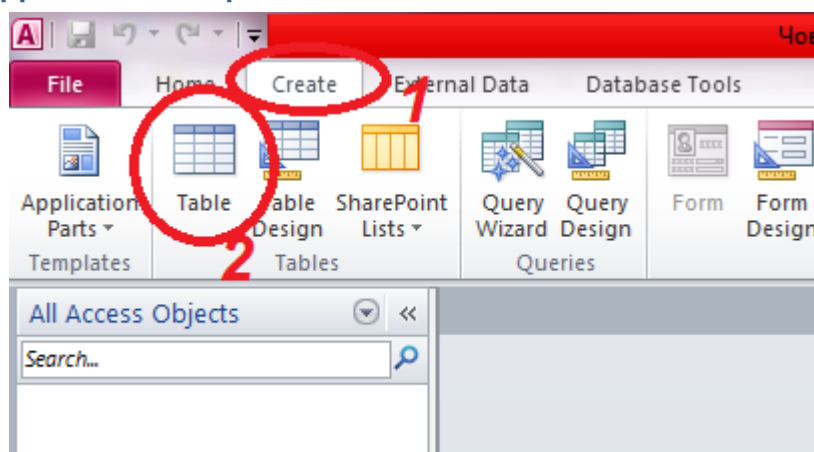 Чов
File Home Create External Data Database Tools
1
Application Parts Table Table Design SharePoint Lists Query Wizard Query Design Form Form Design
2
Templates Tables Queries
All Access Objects
Search...